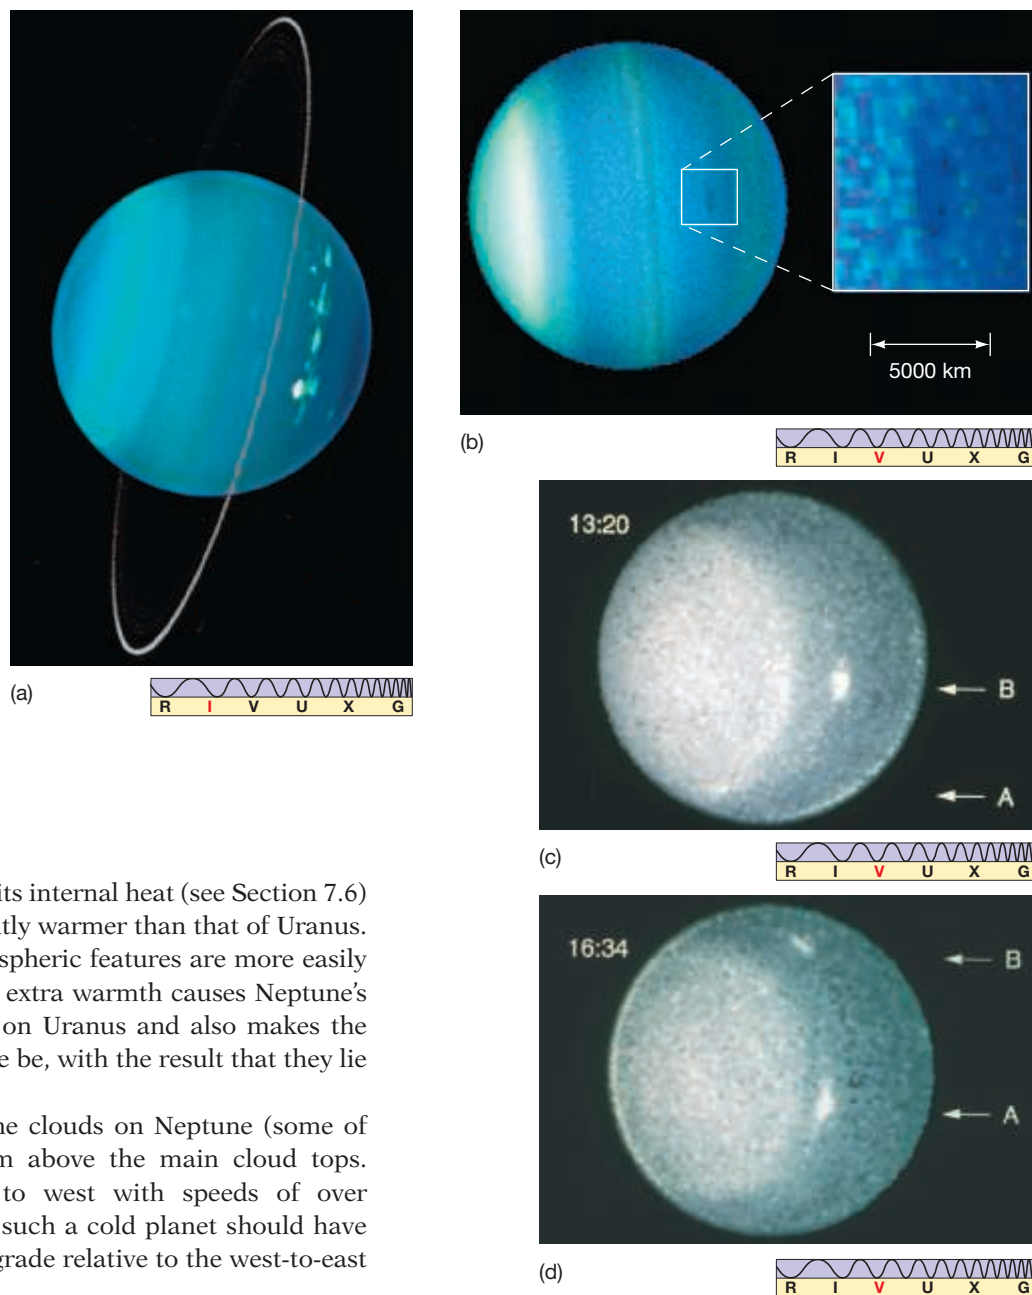 5000 km
(b)
R I V U X G
(a)
R I V U X G
13:20
B
A
(c)
R I V U X G
16:34
B
A
(d)
R I V U X G
its internal heat (see Section 7.6)
tly warmer than that of Uranus.
spheric features are more easily
extra warmth causes Neptune’s
on Uranus and also makes the
e be, with the result that they lie
ne clouds on Neptune (some of
m above the main cloud tops.
to west with speeds of over
such a cold planet should have
grade relative to the west-to-east